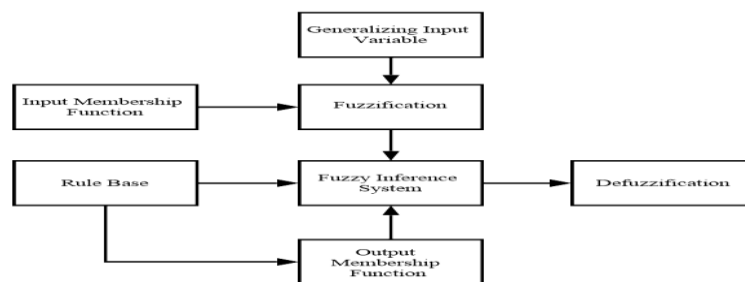 Generalizing Input
Variable
Input Membership
Function
Fuzzification
Rule Base
Fuzzy Inference
System
Defuzzification
Output
Membership
Function